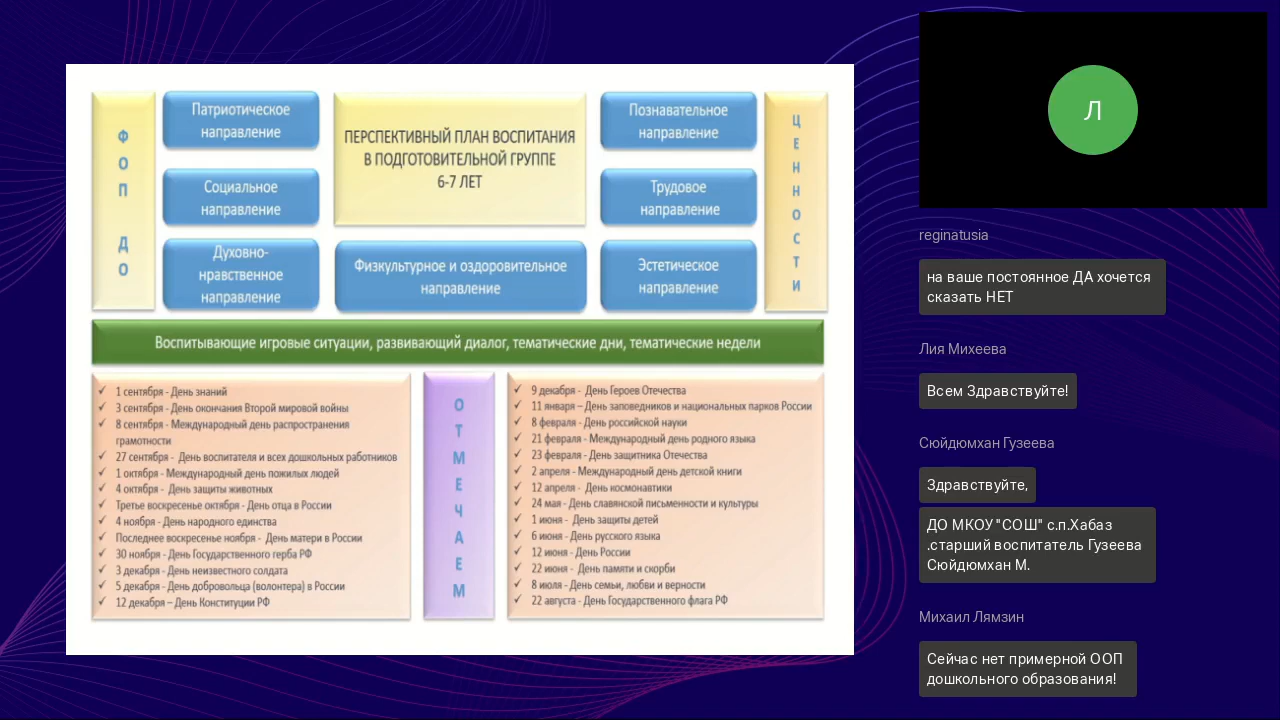 ФОП ДО
Патриотическое
направление
Социальное
направление
Духовно-
нравственное
направление
ПЕРСПЕКТИВНЫЙ ПЛАН ВОСПИТАНИЯ
В ПОДГОТОВИТЕЛЬНОЙ ГРУППЕ
6-7 ЛЕТ
Физкультурное и оздоровительное
направление
Познавательное
направление
Трудовое
направление
Эстетическое
направление
ЦЕННОСТИ
Воспитывающие игровые ситуации, развивающий диалог, тематические дни, тематические недели
✓ 1 сентября - День знаний
✓ 3 сентября - День окончания Второй мировой войны
✓ 8 сентября - Международный день распространения
грамотности
✓ 27 сентября - День воспитателя и всех дошкольных работников
✓ 1 октября - Международный день пожилых людей
✓ 4 октября - День защиты животных
✓ Третье воскресенье октября - День отца в России
✓ 4 ноября - День народного единства
✓ Последнее воскресенье ноября - День матери в России
✓ 30 ноября - День Государственного герба РФ
✓ 3 декабря - День неизвестного солдата
✓ 5 декабря - День добровольца (волонтера) в России
✓ 12 декабря – День Конституции РФ
ОТМЕЧАЕМ
✓ 9 декабря - День Героев Отечества
✓ 11 января – День заповедников и национальных парков России
✓ 8 февраля - День российской науки
✓ 21 февраля - Международный день родного языка
✓ 23 февраля - День защитника Отечества
✓ 2 апреля - Международный день детской книги
✓ 12 апреля - День космонавтики
✓ 24 мая - День славянской письменности и культуры
✓ 1 июня - День защиты детей
✓ 6 июня - День русского языка
✓ 12 июня - День России
✓ 22 июня - День памяти и скорби
✓ 8 июля - День семьи, любви и верности
✓ 22 августа - День Государственного флага РФ
Л
reginatusia
на ваше постоянное ДА хочется
сказать НЕТ
Лия Михеева
Всем Здравствуйте!
Сюйдюмхан Гузеева
Здравствуйте,
ДО МКОУ "СОШ" с.п.Хабаз
.старший воспитатель Гузеева
Сюйдюмхан М.
Михаил Лямзин
Сейчас нет примерной ООП
дошкольного образования!